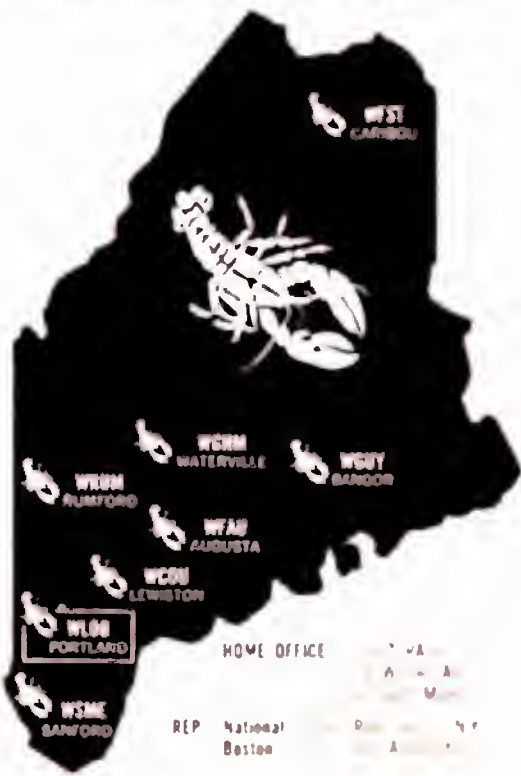 WFST
CARIBOU
WGHM
WATERVILLE
WGUY
BANGOR
WRUM
RUMFORD
WFAU
AUGUSTA
WCOU
LEWISTON
WLOB
PORTLAND
WSME
SANFORD
HOME OFFICE
REP National
Boston